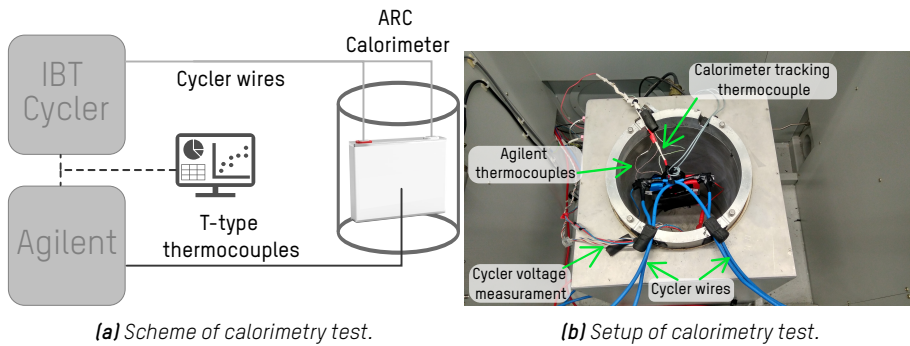 IBT
Cycler
Cycler wires
ARC
Calorimeter
Agilent
T-type
thermocouples
(a) Scheme of calorimetry test.
Calorimeter tracking
thermocouple
Agilent
thermocouples
Cycler voltage
measurament
Cycler wires
(b) Setup of calorimetry test.